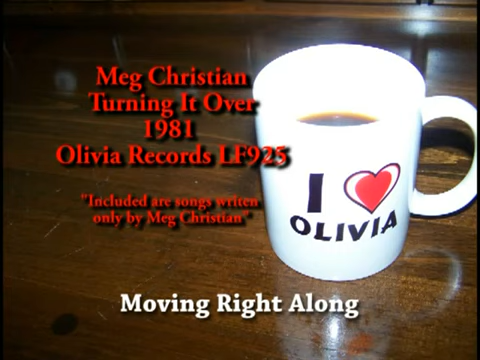 Meg Christian
Turning It Over
1981
Olivia Records LF925
"Included are songs written
only by Meg Christian"
I
OLIVIA
Moving Right Along